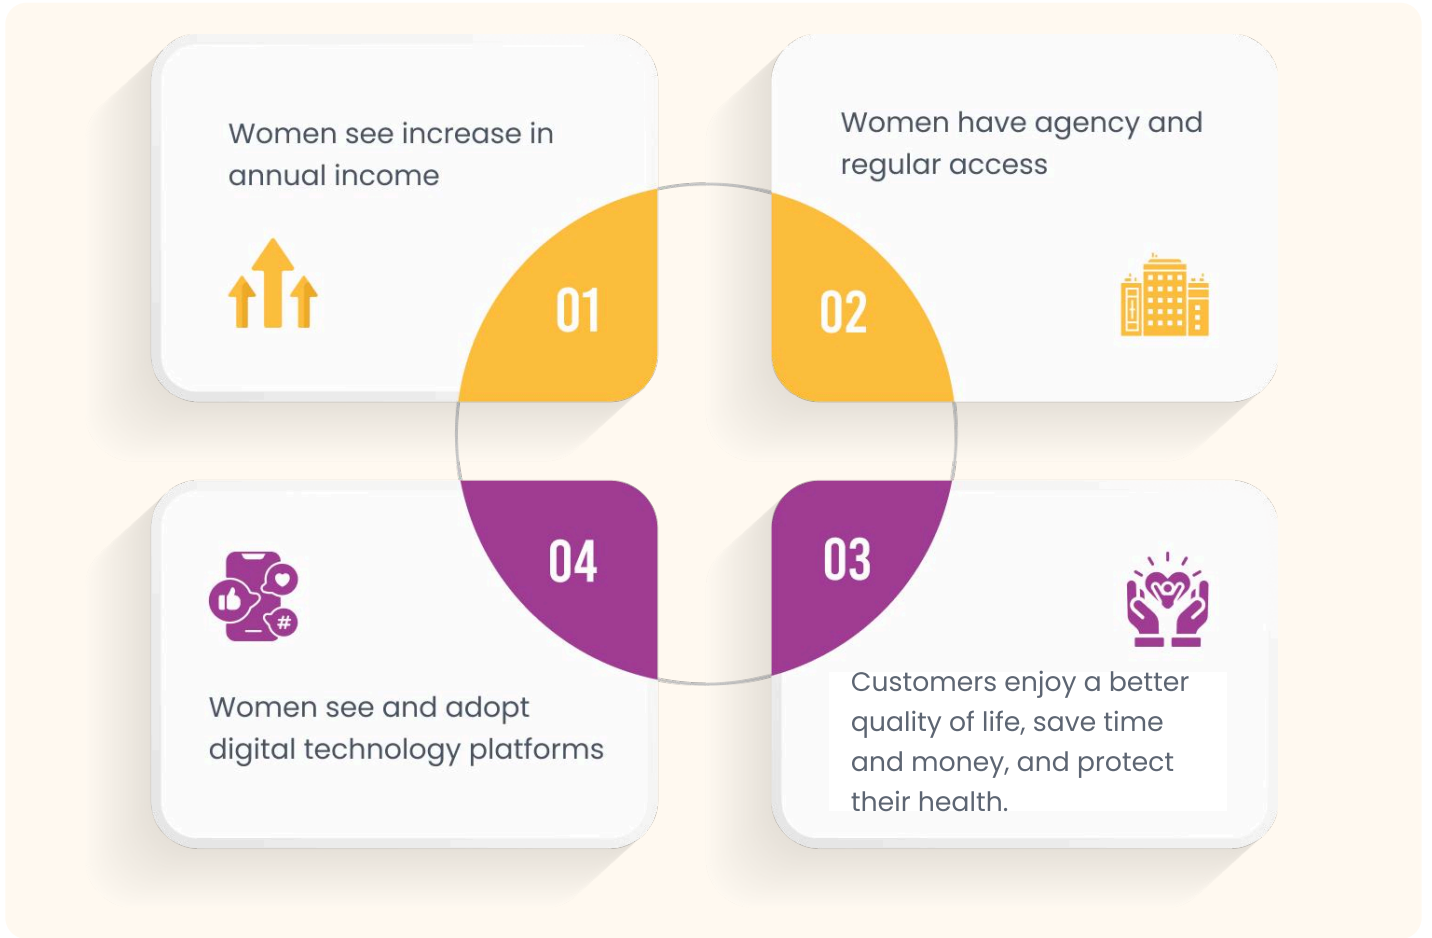 Women see increase in
annual income
01
Women have agency and
regular access
02
03
Customers enjoy a better
quality of life, save time
and money, and protect
their health.
04
Women see and adopt
digital technology platforms
#